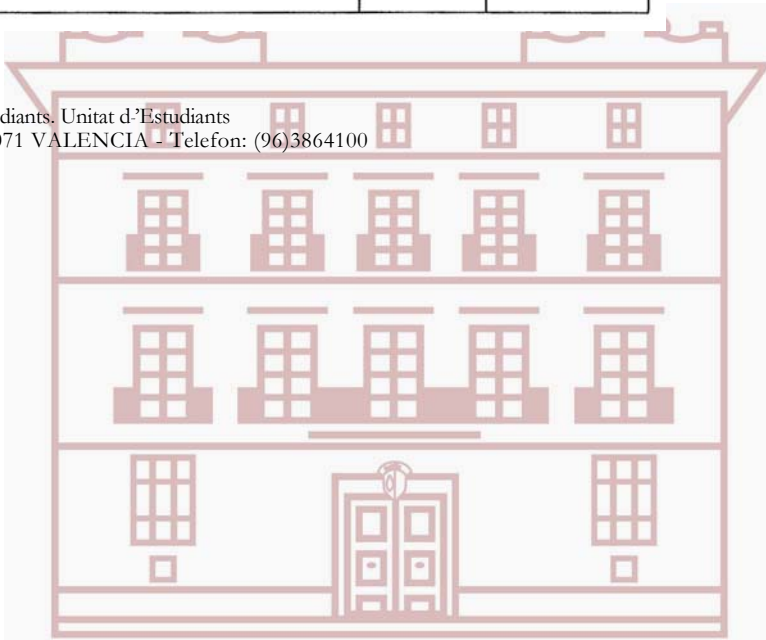 diants. Unitat d-’Estudiants
071 VALENCIA - Telefon: (96)3864100